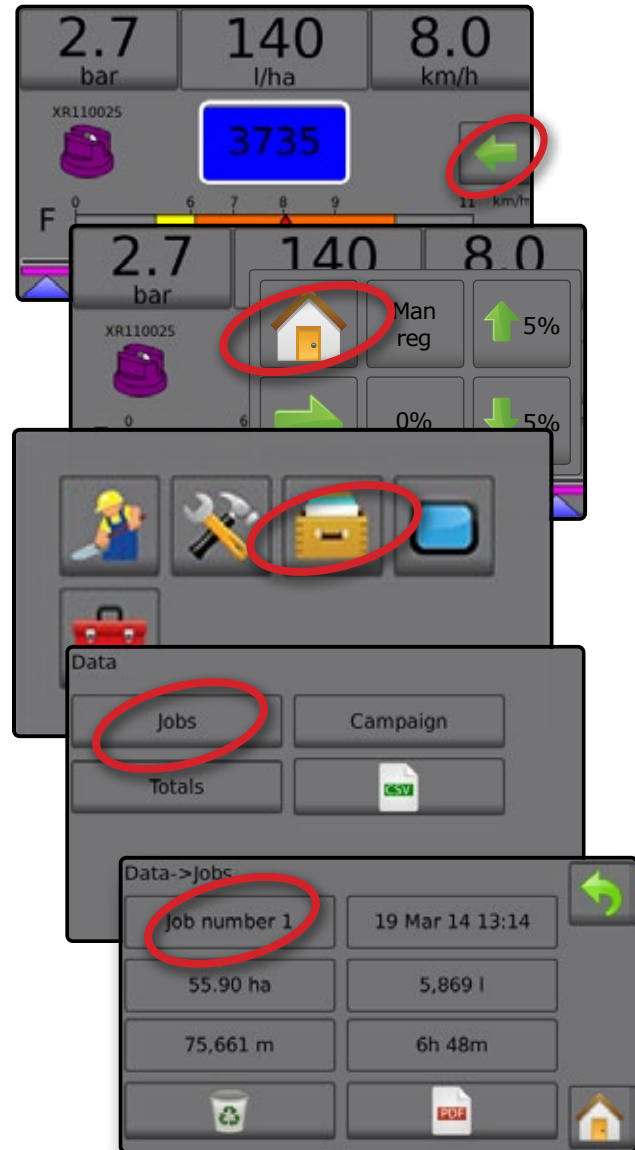 2.7 140 8.0
bar l/ha km/h
XR110025
3735
0 6 7 8 9 11 km/h
F
2.7 140 8.0
bar
Man reg
5%
XR110025
0 6
0%
5%
Data
Jobs Campaign
Totals CSV
Data->Jobs
Job number 1 19 Mar 14 13:14
55.90 ha 5,869 l
75,661 m 6h 48m
PDF